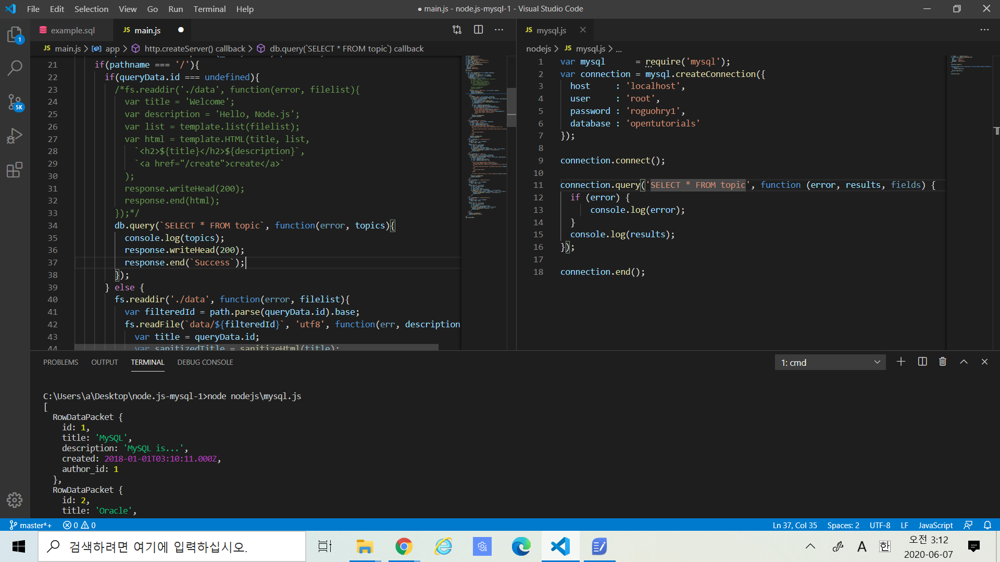 File Edit Selection View Go Run Terminal Help
● main.js - node.js-mysql-1 - Visual Studio Code
example.sql
JS main.js ●
JS mysql.js
JS main.js > app > http.createServer() callback > db.query(`SELECT * FROM topic`) callback
21 if(pathname === '/'){
22 if(queryData.id === undefined){
23 /*fs.readdir('./data', function(error, filelist){
24 var title = 'Welcome';
25 var description = 'Hello, Node.js';
26 var list = template.list(filelist);
27 var html = template.HTML(title, list,
28 `<h2>${title}</h2>${description}`,
29 `<a href="/create">create</a>`
30 );
31 response.writeHead(200);
32 response.end(html);
33 });*/
34 db.query(`SELECT * FROM topic`, function(error, topics){
35 console.log(topics);
36 response.writeHead(200);
37 response.end(`Success`);
38 });
39 } else {
40 fs.readdir('./data', function(error, filelist){
41 var filteredId = path.parse(queryData.id).base;
42 fs.readFile(`data/${filteredId}`, 'utf8', function(err, description
43 var title = queryData.id;
44 var sanitizedTitle = sanitizeHtml(title);
nodejs > JS mysql.js > ...
1 var mysql = require('mysql');
2 var connection = mysql.createConnection({
3 host : 'localhost',
4 user : 'root',
5 password : 'roguohry1',
6 database : 'opentutorials'
7 });
8
9 connection.connect();
10
11 connection.query('SELECT * FROM topic', function (error, results, fields) {
12 if (error) {
13 console.log(error);
14 }
15 console.log(results);
16 });
17
18 connection.end();
1
5K
PROBLEMS OUTPUT TERMINAL DEBUG CONSOLE
1: cmd
C:\Users\a\Desktop\node.js-mysql-1>node nodejs\mysql.js
[
RowDataPacket {
id: 1,
title: 'MySQL',
description: 'MySQL is...',
created: 2018-01-01T03:10:11.000Z,
author_id: 1
},
RowDataPacket {
id: 2,
title: 'Oracle',
master*+ 0 0
Ln 37, Col 35 Spaces: 2 UTF-8 LF JavaScript
검색하려면 여기에 입력하십시오.
A 한
오전 3:12
2020-06-07